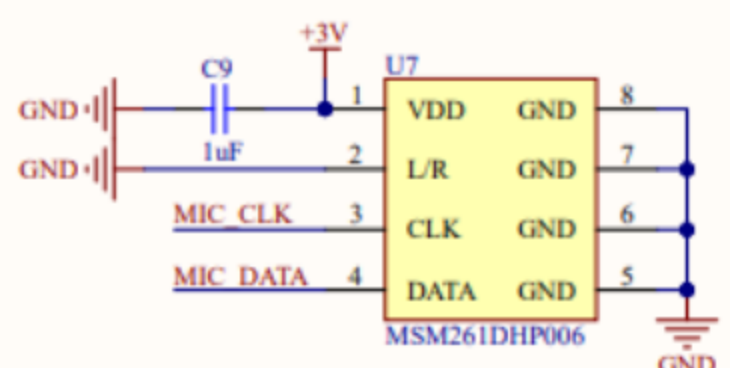 +3V
C9
U7
GND
1
VDD
GND
8
1uF
GND
2
L/R
GND
7
MIC_CLK
3
CLK
GND
6
MIC_DATA
4
DATA
GND
5
MSM261DHP006
GND